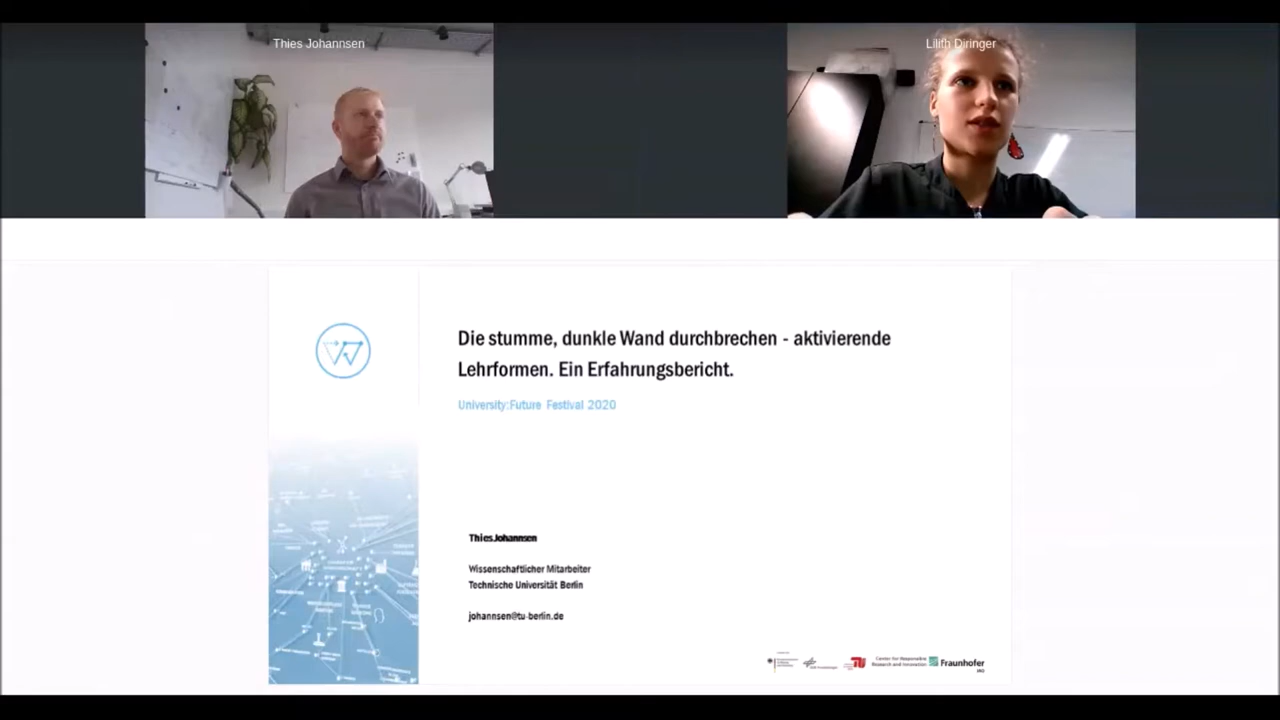 Thies Johannsen
Lilith Diringer
Die stumme, dunkle Wand durchbrechen - aktivierende
Lehrformen. Ein Erfahrungsbericht.
University:Future Festival 2020
Thies Johannsen
Wissenschaftlicher Mitarbeiter
Technische Universität Berlin
johannsen@tu-berlin.de
Center for Responsible
Research and Innovation
Fraunhofer
IAO